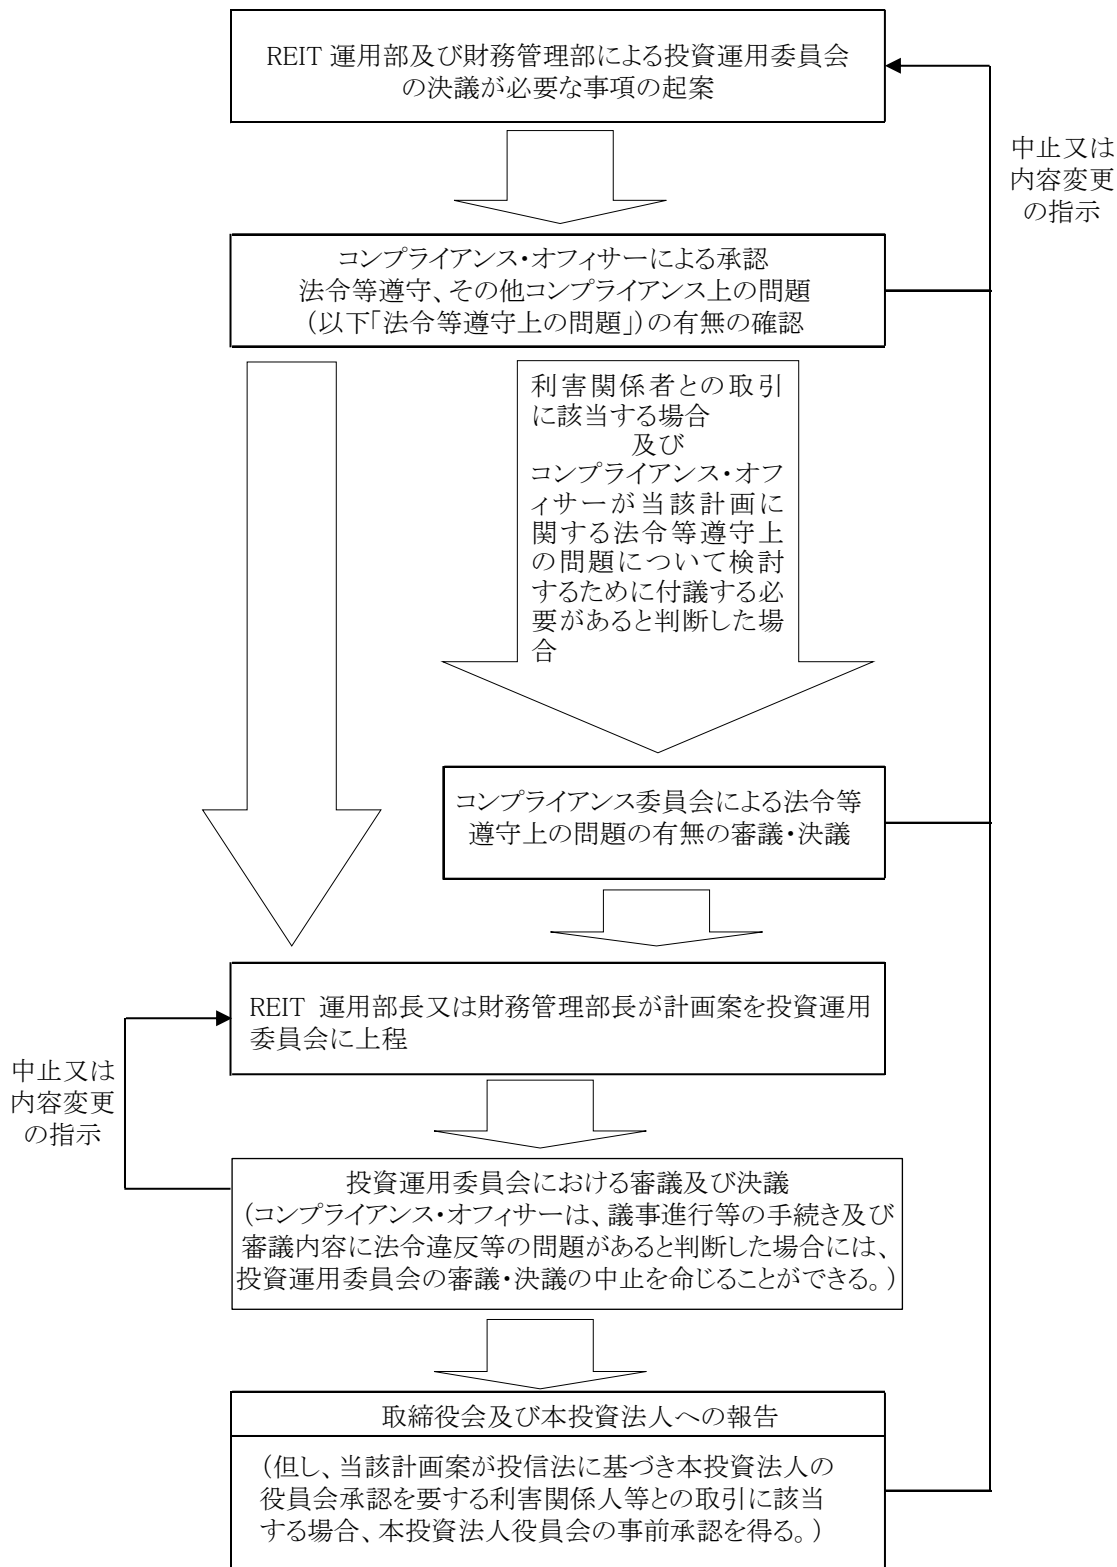 REIT 運用部及び財務管理部による投資運用委員会
の決議が必要な事項の起案
中止又は
内容変更
の指示
コンプライアンス・オフィサーによる承認
法令等遵守、その他コンプライアンス上の問題
(以下「法令等遵守上の問題」)の有無の確認
利害関係者との取引
に該当する場合
及び
コンプライアンス・オフ
ィサーが当該計画に
関する法令等遵守上
の問題について検討
するために付議する必
要があると判断した場
合
コンプライアンス委員会による法令等
遵守上の問題の有無の審議・決議
REIT 運用部長又は財務管理部長が計画案を投資運用
委員会に上程
中止又は
内容変更
の指示
投資運用委員会における審議及び決議
(コンプライアンス・オフィサーは、議事進行等の手続き及び
審議内容に法令違反等の問題があると判断した場合には、
投資運用委員会の審議・決議の中止を命じることができる。)
取締役会及び本投資法人への報告
(但し、当該計画案が投信法に基づき本投資法人の
役員会承認を要する利害関係人等との取引に該当
する場合、本投資法人役員会の事前承認を得る。)